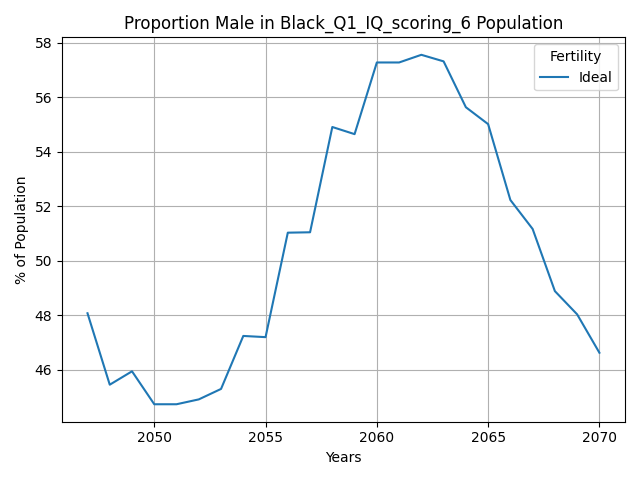 Proportion Male in Black_Q1_IQ_scoring_6 Population
Fertility
Ideal
58
56
54
52
50
48
46
% of Population
2050
2055
2060
2065
2070
Years